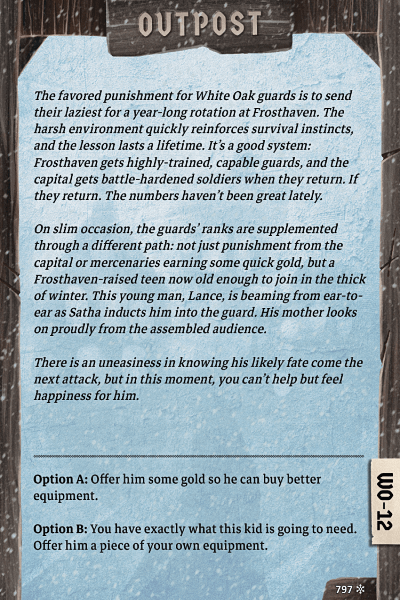 OUTPOST
The favored punishment for White Oak guards is to send
their laziest for a year-long rotation at Frosthaven. The
harsh environment quickly reinforces survival instincts,
and the lesson lasts a lifetime. It's a good system:
Frosthaven gets highly-trained, capable guards, and the
capital gets battle-hardened soldiers when they return. If
they return. The numbers haven't been great lately.
On slim occasion, the guards' ranks are supplemented
through a different path: not just punishment from the
capital or mercenaries earning some quick gold, but a
Frosthaven-raised teen now old enough to join in the thick
of winter. This young man, Lance, is beaming from ear-to-
ear as Satha inducts him into the guard. His mother looks
on proudly from the assembled audience.
There is an uneasiness in knowing his likely fate come the
next attack, but in this moment, you can't help but feel
happiness for him.
Option A: Offer him some gold so he can buy better
equipment.
Option B: You have exactly what this kid is going to need.
Offer him a piece of your own equipment.
WO-12
797